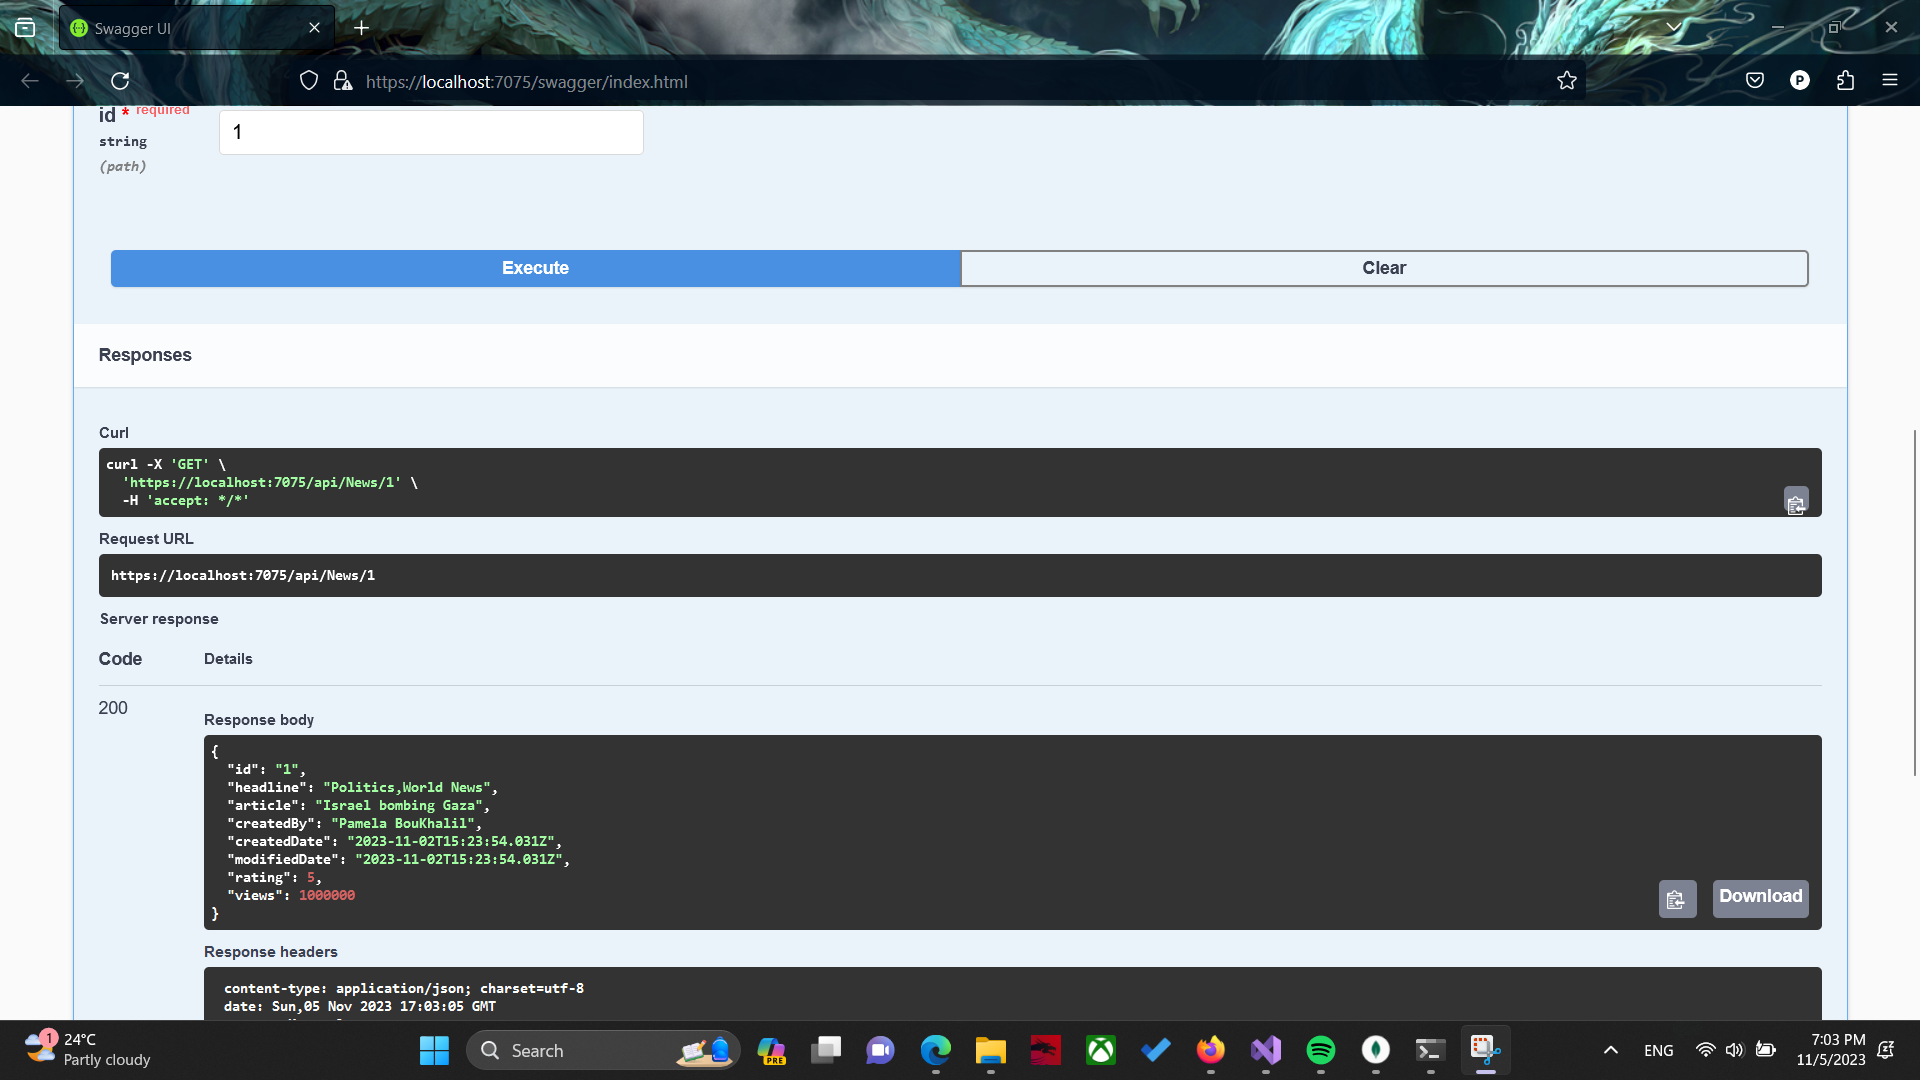 Swagger UI
https://localhost:7075/swagger/index.html
P
id * required
string
(path)
1
Execute
Clear
Responses
Curl
curl -X 'GET' \
'https://localhost:7075/api/News/1' \
-H 'accept: */*'
Request URL
https://localhost:7075/api/News/1
Server response
Code
Details
200
Response body
{
"id": "1",
"headline": "Politics,World News",
"article": "Israel bombing Gaza",
"createdBy": "Pamela BouKhalil",
"createdDate": "2023-11-02T15:23:54.031Z",
"modifiedDate": "2023-11-02T15:23:54.031Z",
"rating": 5,
"views": 1000000
}
Download
Response headers
content-type: application/json; charset=utf-8
date: Sun,05 Nov 2023 17:03:05 GMT
1
24°C
Partly cloudy
Search
PRE
ENG
7:03 PM
11/5/2023